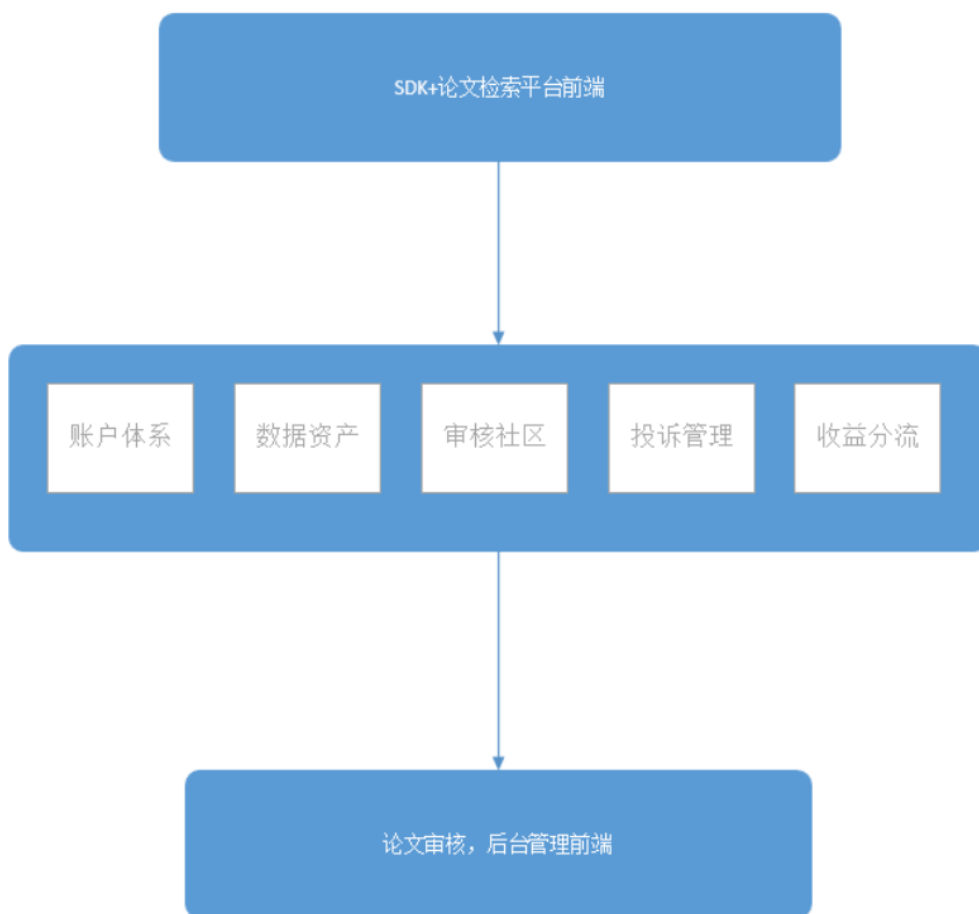 SDK+论文检索平台前端
账户体系
数据资产
审核社区
投诉管理
收益分流
论文审核，后台管理前端